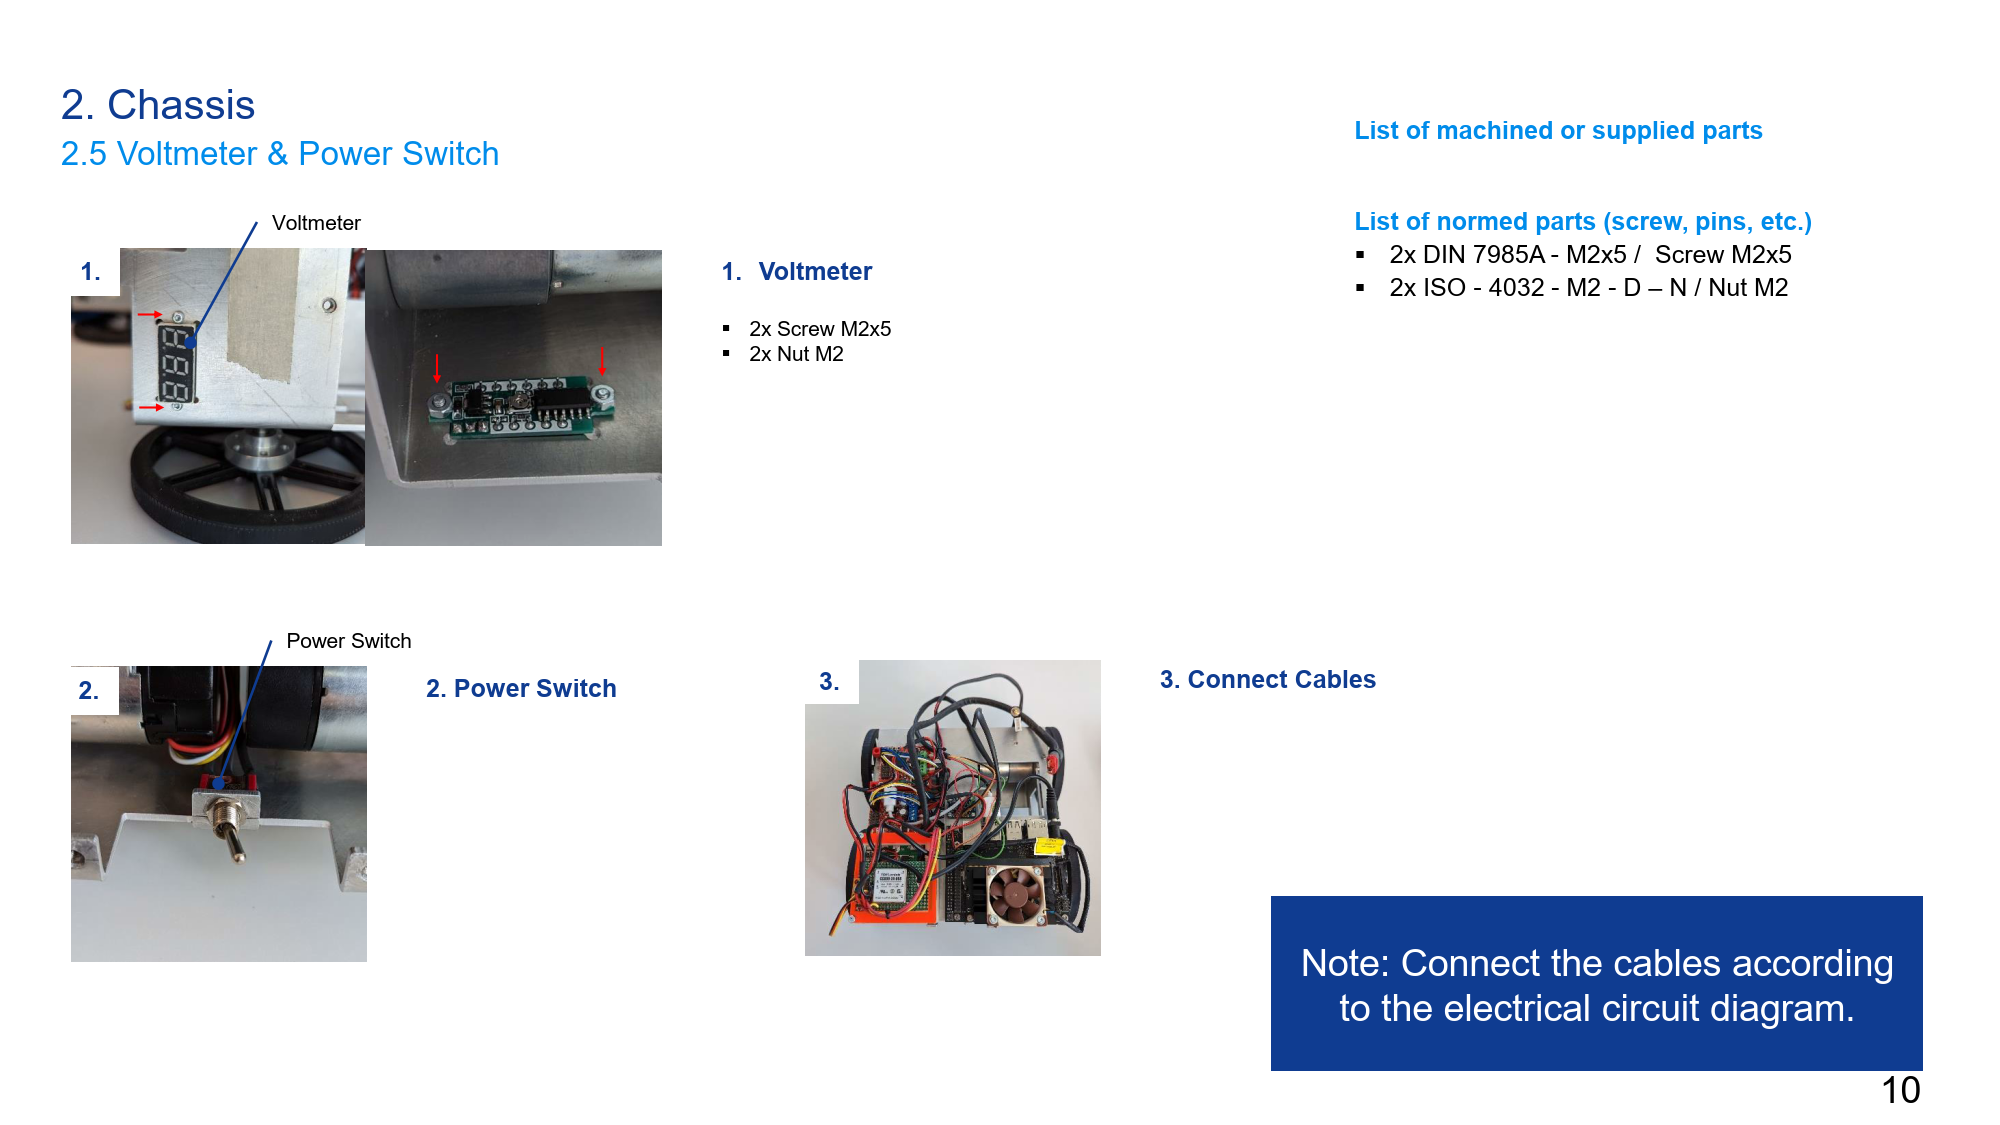 2. Chassis
2.5 Voltmeter & Power Switch
List of machined or supplied parts
List of normed parts (screw, pins, etc.)
▪ 2x DIN 7985A - M2x5 / Screw M2x5
▪ 2x ISO - 4032 - M2 - D – N / Nut M2
Voltmeter
1.
1. Voltmeter
▪ 2x Screw M2x5
▪ 2x Nut M2
Power Switch
2.
2. Power Switch
3.
3. Connect Cables
Note: Connect the cables according
to the electrical circuit diagram.
10